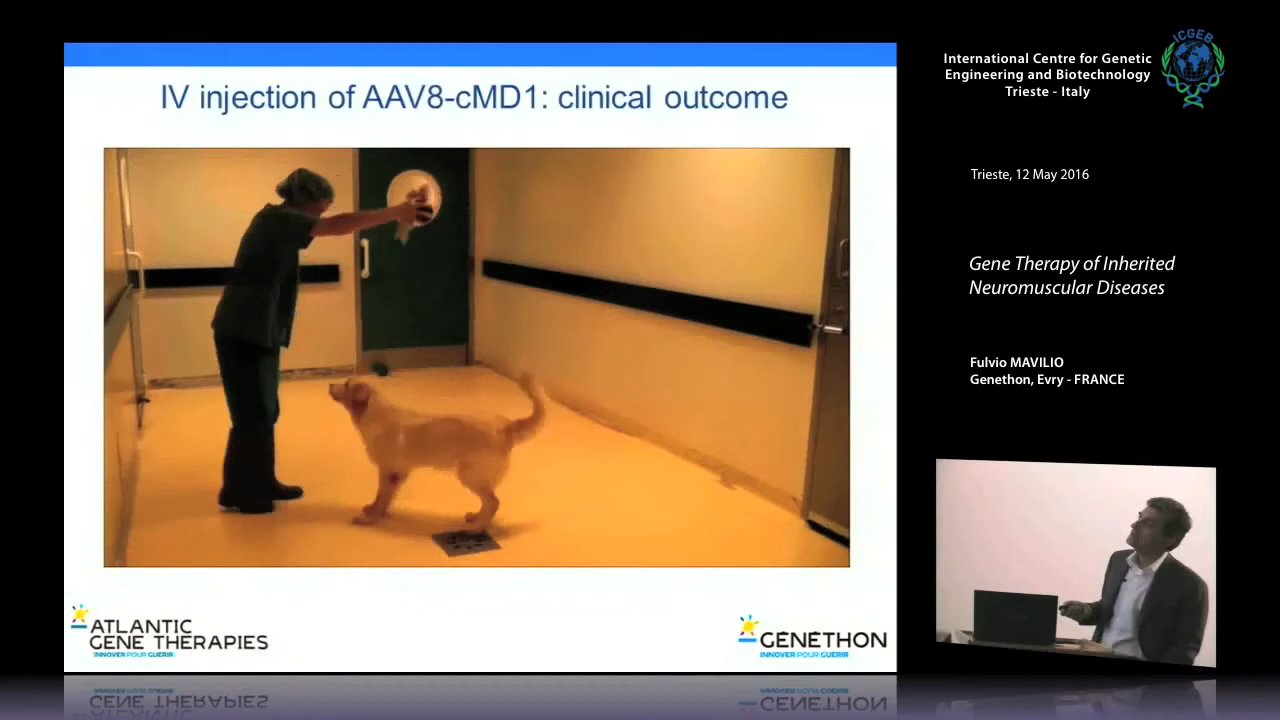 IV injection of AAV8-cMD1: clinical outcome
ATLANTIC
GENE THERAPIES
INNOVER POUR GUÉRIR
GENETHON
INNOVER POUR GUÉRIR
ICGEB
International Centre for Genetic
Engineering and Biotechnology
Trieste - Italy
Trieste, 12 May 2016
Gene Therapy of Inherited
Neuromuscular Diseases
Fulvio MAVILIO
Genethon, Evry - FRANCE